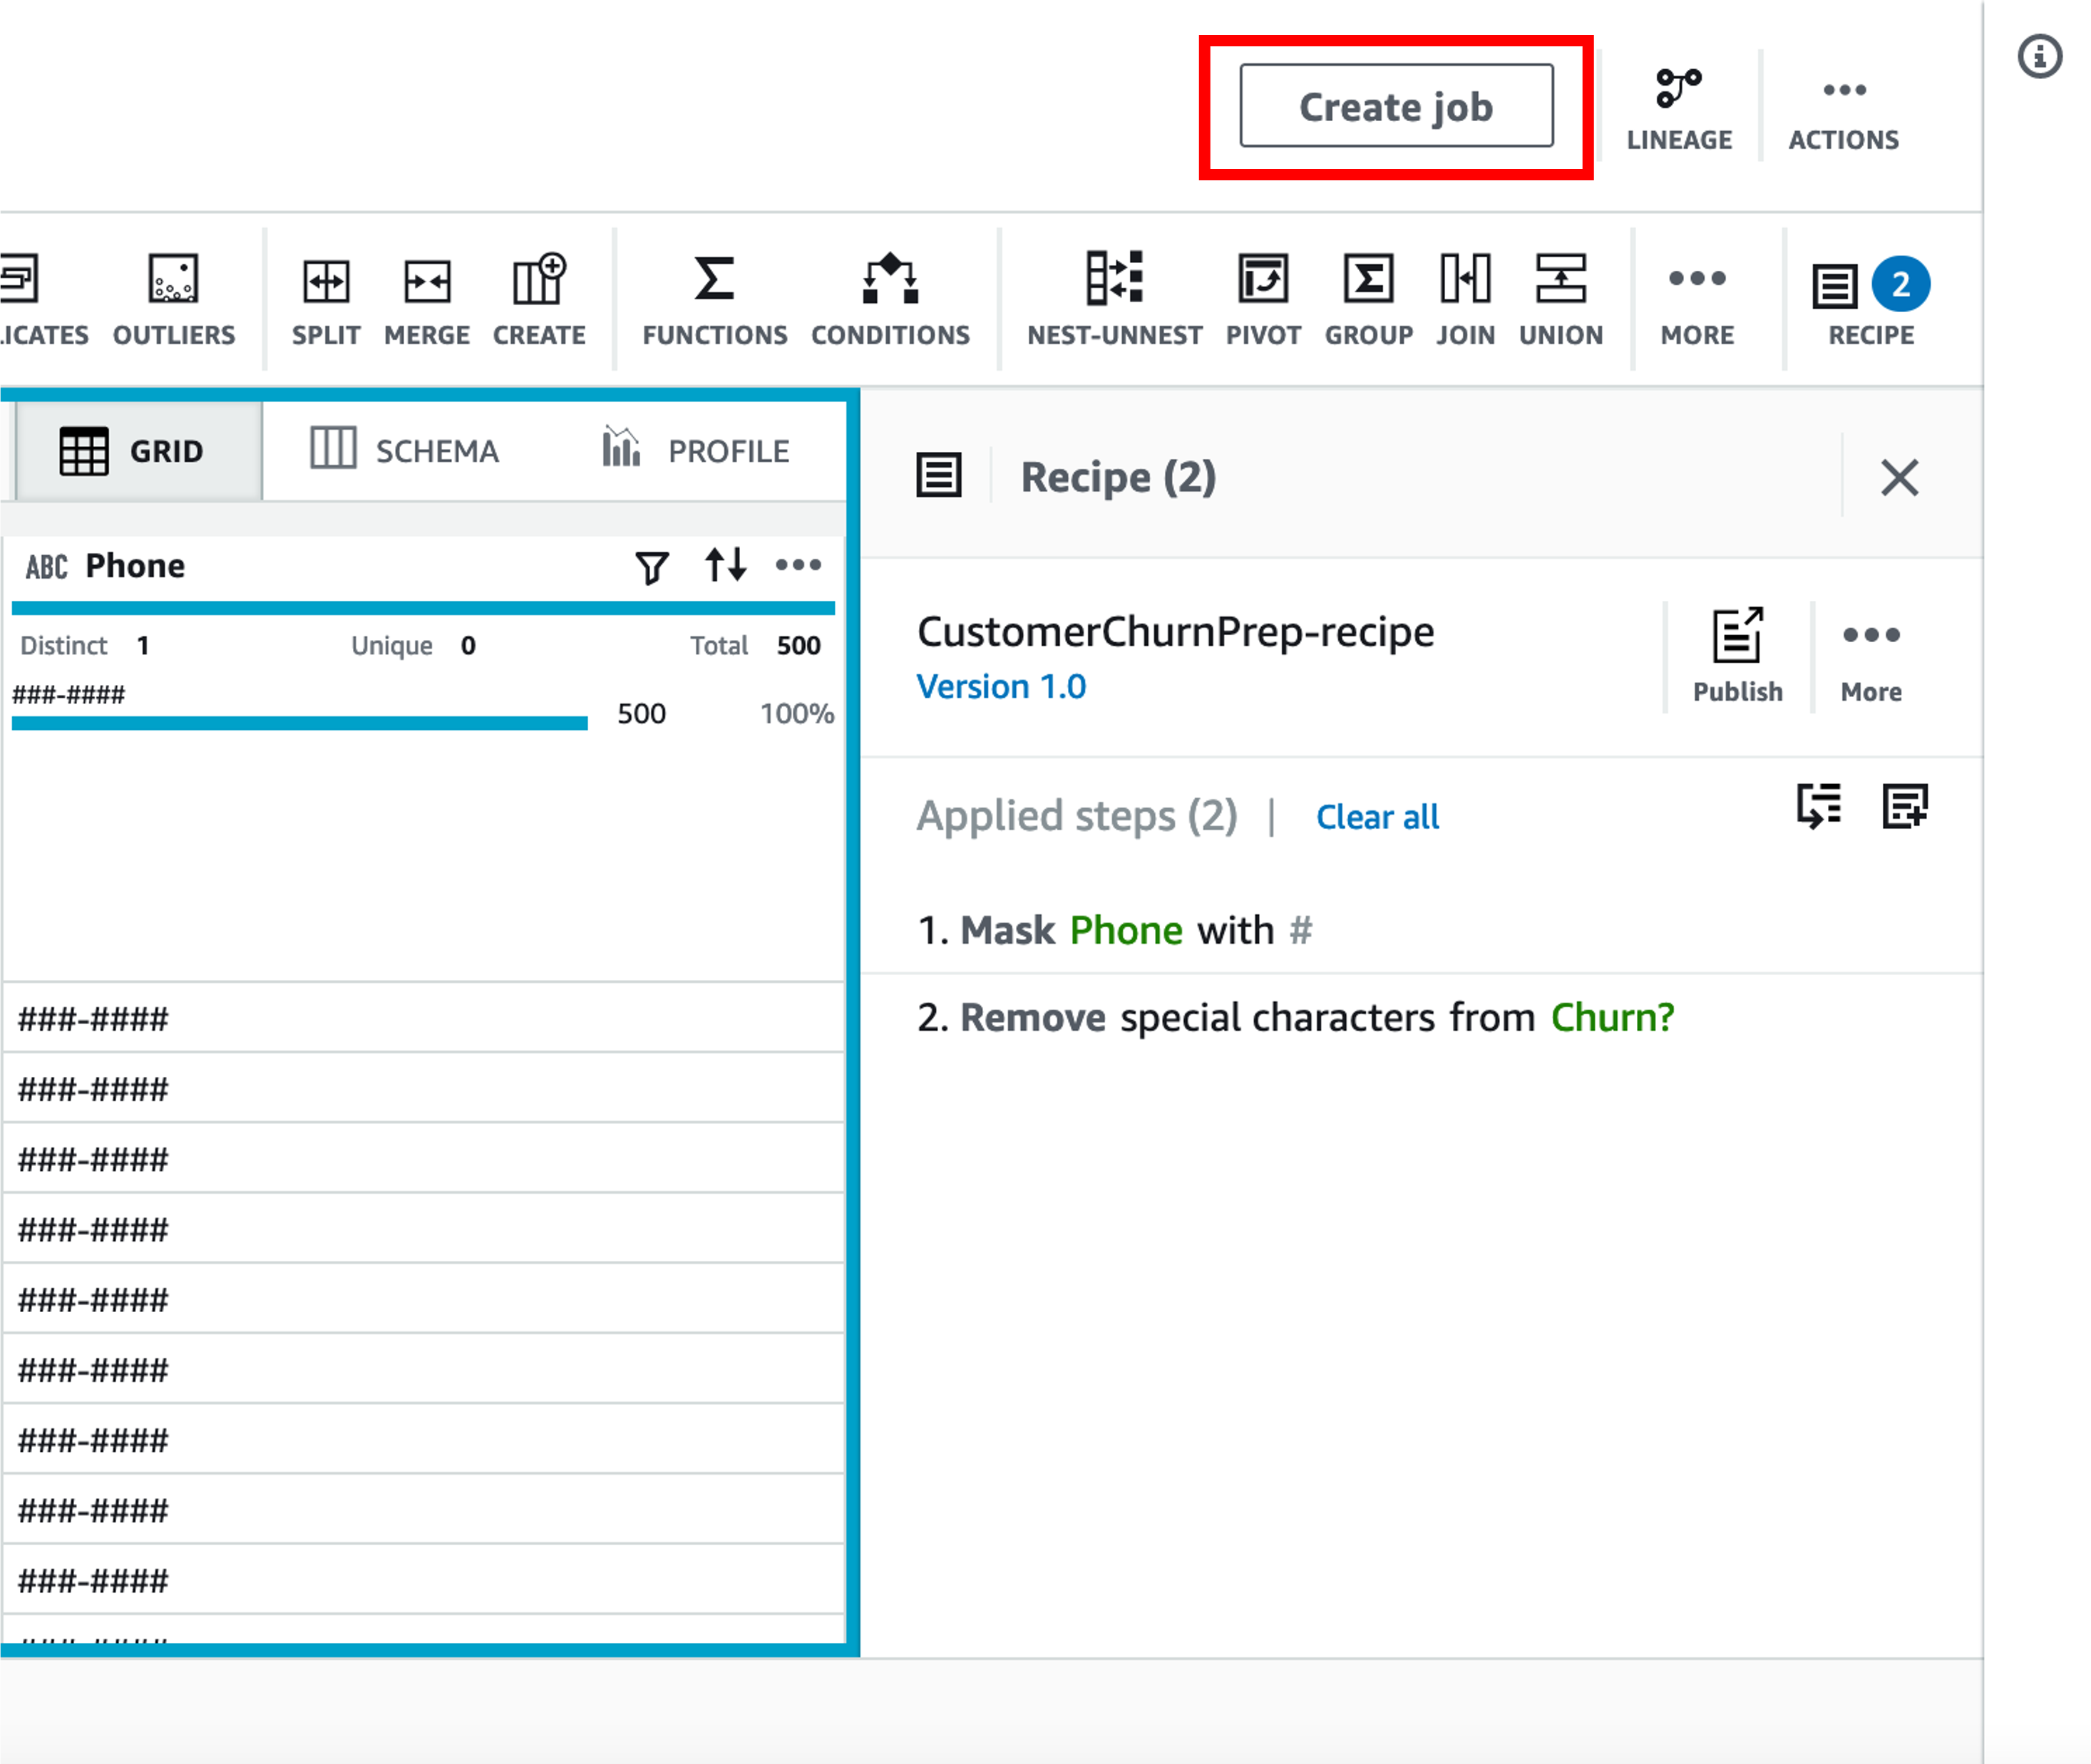 Create job
LINEAGE
ACTIONS
LICATES OUTLIERS SPLIT MERGE CREATE FUNCTIONS CONDITIONS NEST-UNNEST PIVOT GROUP JOIN UNION MORE RECIPE
2
GRID SCHEMA PROFILE
ABC Phone
Distinct 1 Unique 0 Total 500
###-####
500 100%
###-####
###-####
###-####
###-####
###-####
###-####
###-####
###-####
###-####
Recipe (2)
CustomerChurnPrep-recipe
Version 1.0
Publish
More
Applied steps (2) | Clear all
1. Mask Phone with #
2. Remove special characters from Churn?